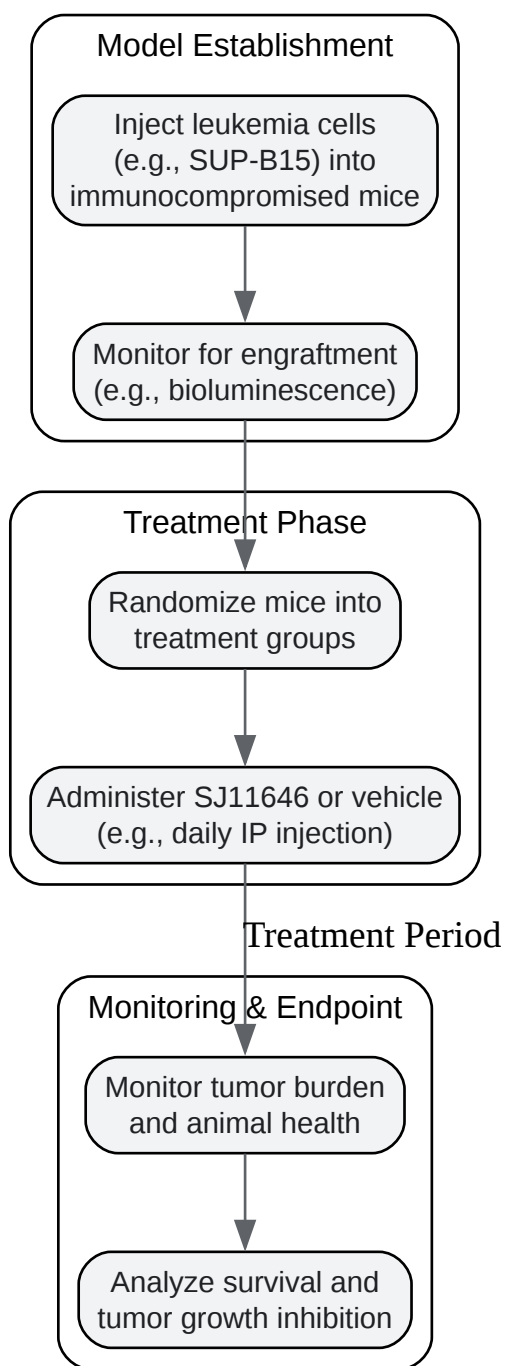 Model Establishment
Inject leukemia cells
(e.g., SUP-B15) into
immunocompromised mice
Monitor for engraftment
(e.g., bioluminescence)
Treatment Phase
Randomize mice into
treatment groups
Administer SJ11646 or vehicle
(e.g., daily IP injection)
Treatment Period
Monitoring & Endpoint
Monitor tumor burden
and animal health
Analyze survival and
tumor growth inhibition